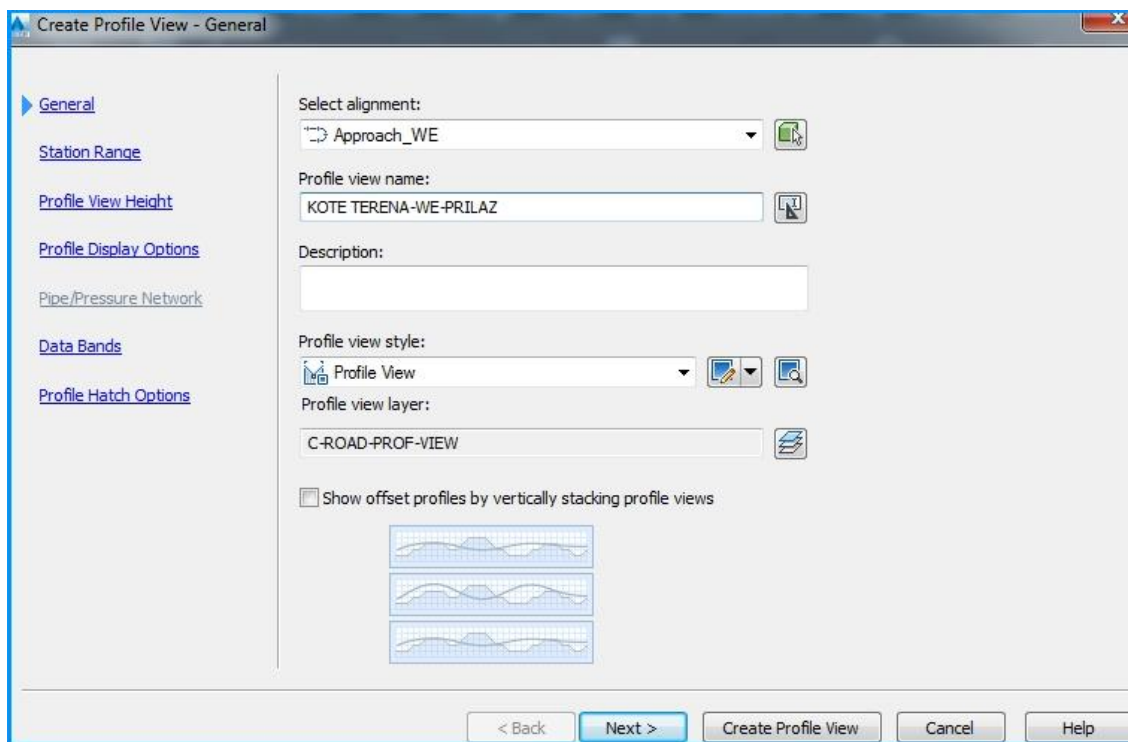 Create Profile View - General
General
Station Range
Profile View Height
Profile Display Options
Pipe/Pressure Network
Data Bands
Profile Hatch Options
Select alignment:
Approach_WE
Profile view name:
KOTE TERENA-WE-PRILAZ
Description:
Profile view style:
Profile View
Profile view layer:
C-ROAD-PROF-VIEW
Show offset profiles by vertically stacking profile views
< Back Next > Create Profile View Cancel Help